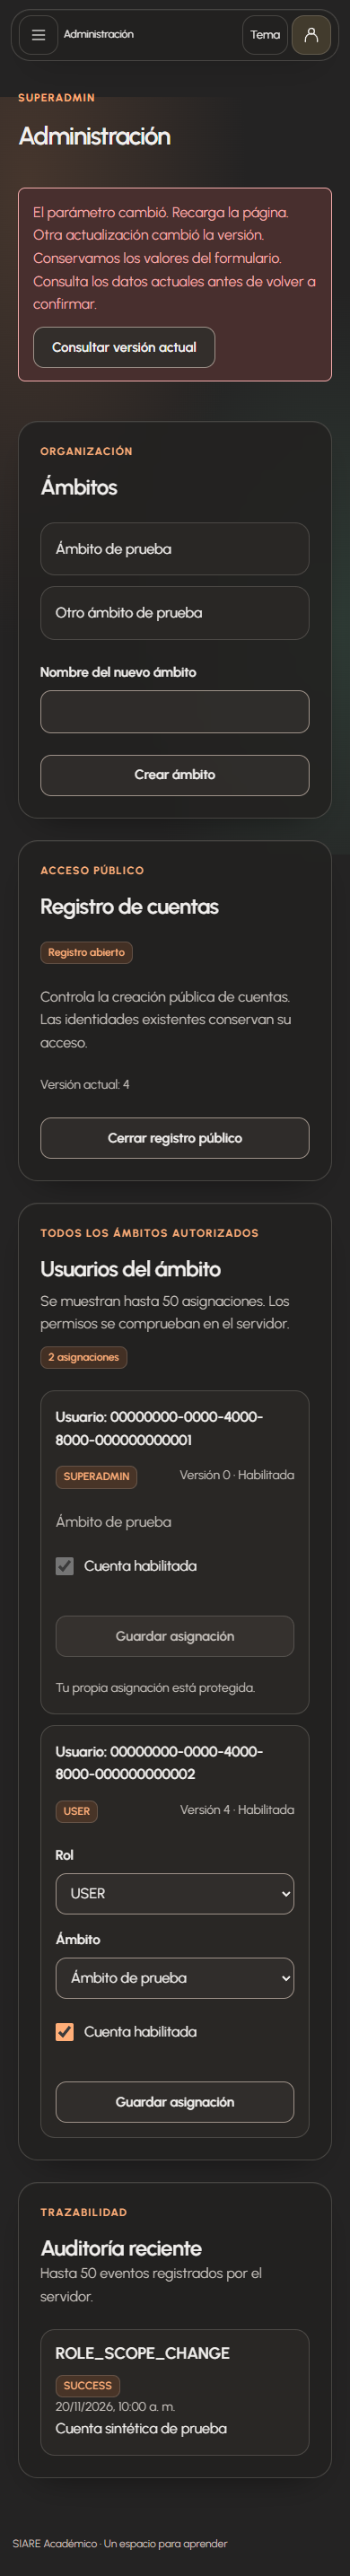 Administración
Tema
SUPERADMIN
Administración
El parámetro cambió. Recarga la página.
Otra actualización cambió la versión.
Conservamos los valores del formulario.
Consulta los datos actuales antes de volver a
confirmar.
Consultar versión actual
ORGANIZACIÓN
Ámbitos
Ámbito de prueba
Otro ámbito de prueba
Nombre del nuevo ámbito
Crear ámbito
ACCESO PÚBLICO
Registro de cuentas
Registro abierto
Controla la creación pública de cuentas.
Las identidades existentes conservan su
acceso.
Versión actual: 4
Cerrar registro público
TODOS LOS ÁMBITOS AUTORIZADOS
Usuarios del ámbito
Se muestran hasta 50 asignaciones. Los
permisos se comprueban en el servidor.
2 asignaciones
Usuario: 00000000-0000-4000-
8000-000000000001
SUPERADMIN
Versión 0 · Habilitada
Ámbito de prueba
Cuenta habilitada
Guardar asignación
Tu propia asignación está protegida.
Usuario: 00000000-0000-4000-
8000-000000000002
USER
Versión 4 · Habilitada
Rol
USER
Ámbito
Ámbito de prueba
Cuenta habilitada
Guardar asignación
TRAZABILIDAD
Auditoría reciente
Hasta 50 eventos registrados por el
servidor.
ROLE_SCOPE_CHANGE
SUCCESS
20/11/2026, 10:00 a. m.
Cuenta sintética de prueba
SIARE Académico · Un espacio para aprender